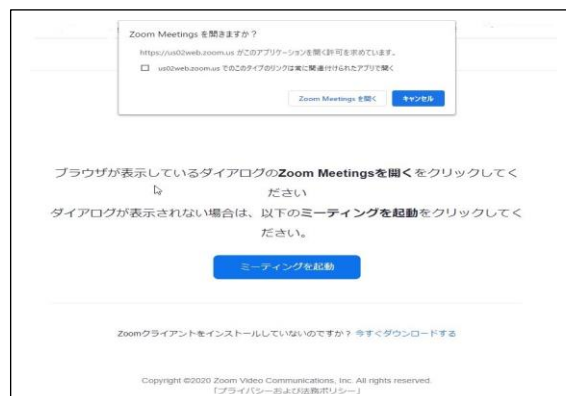 Zoom Meetings を開きますか？
https://us02web.zoom.us がこのアプリケーションを開く許可を求めています。
us02web.zoom.us でのこのタイプのリンクは常に関連付けられたアプリで開く
Zoom Meetings を開く
キャンセル
ブラウザが表示しているダイアログのZoom Meetingsを開くをクリックしてく
ださい
ダイアログが表示されない場合は、以下のミーティングを起動をクリックしてく
ださい。
ミーティングを起動
Zoomクライアントをインストールしていないのですか？ 今すぐダウンロードする
Copyright ©2020 Zoom Video Communications, Inc. All rights reserved.
「プライバシーおよび法務ポリシー」